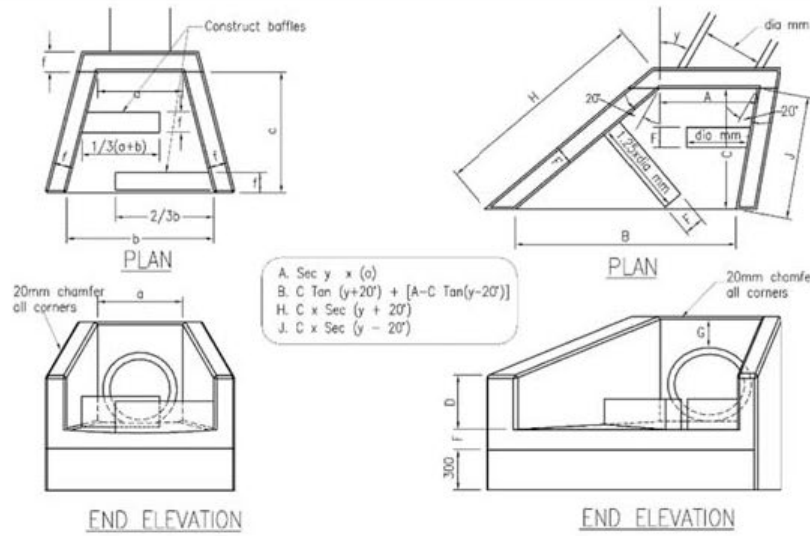 Construct baffles
f
a
f
c
1/3(a+b)
f
f
f
2/3b
b
PLAN
y
dia mm
H
20°
A
20°
F
dia mm
C
1.25xdia mm
J
F
F
B
PLAN
A. Sec y x (a)
B. C Tan (y+20°) + [A-C Tan(y-20°)]
H. C x Sec (y + 20°)
J. C x Sec (y - 20°)
20mm chamfer
all corners
a
END ELEVATION
20mm chamfer
all corners
G
D
F
300
END ELEVATION